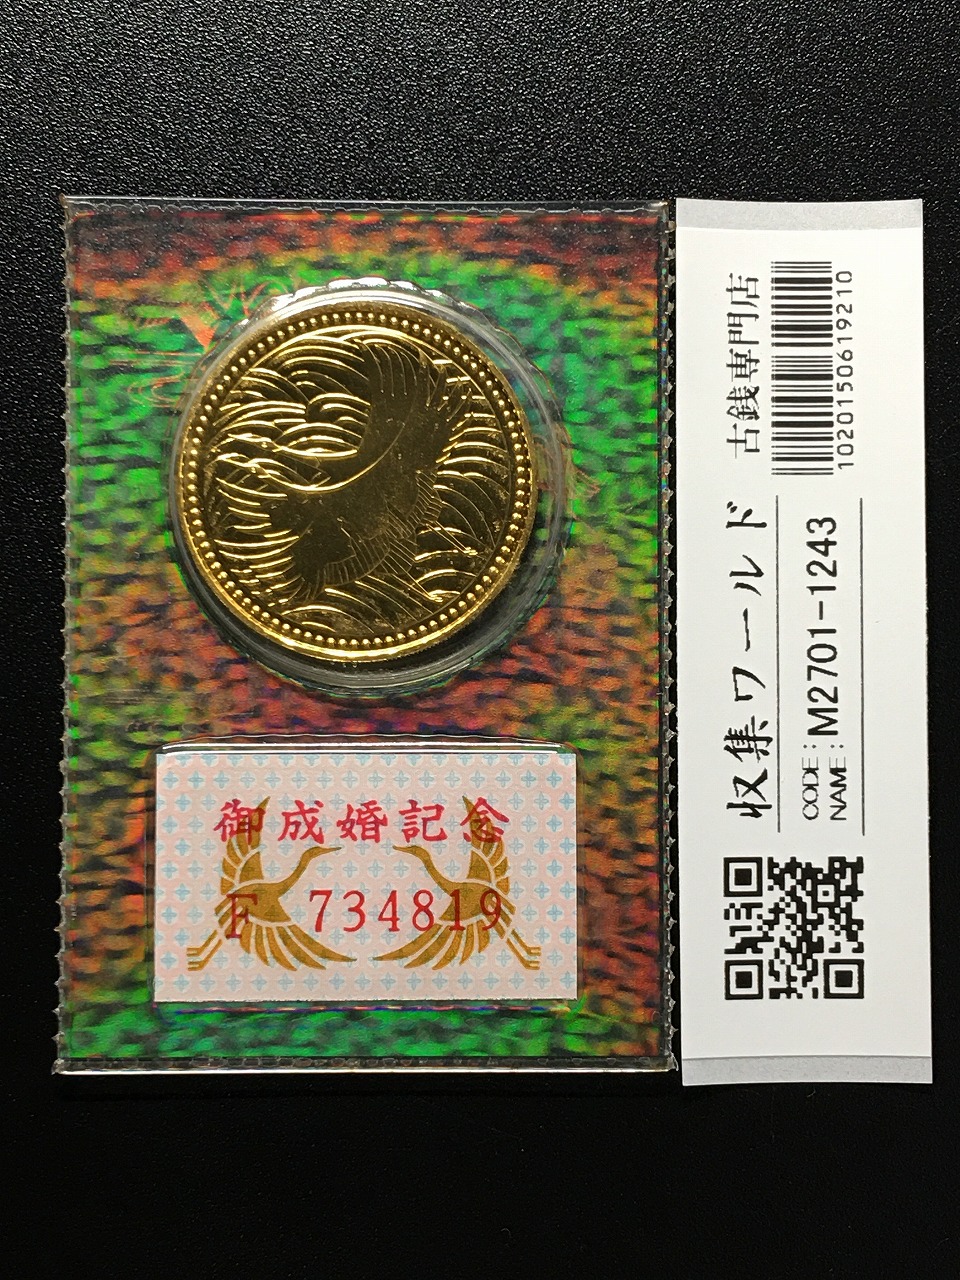 御成婚記念
F 734819
収集ワールド 古銭専門店
CODE:
NAME:M2701-1243
1020150619210